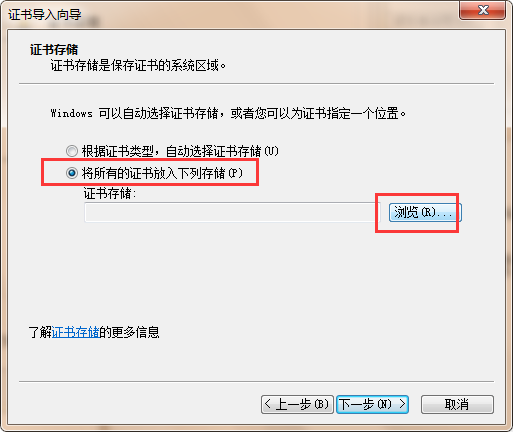 证书导入向导
证书存储
证书存储是保存证书的系统区域。
Windows 可以自动选择证书存储，或者您可以为证书指定一个位置。
根据证书类型，自动选择证书存储(U)
将所有的证书放入下列存储(P)
证书存储:
浏览(R)...
了解证书存储的更多信息
< 上一步(B) 下一步(N) > 取消